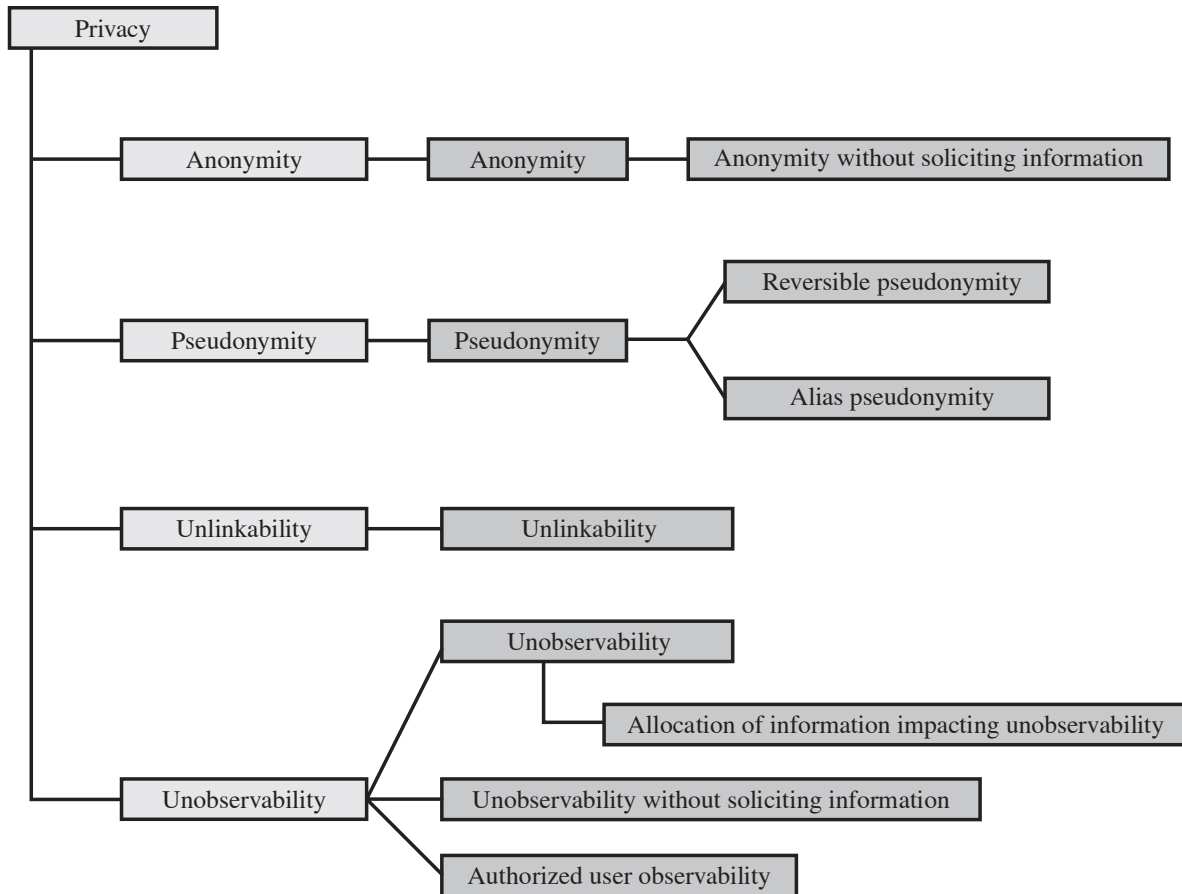 Privacy
Anonymity
Anonymity
Anonymity without soliciting information
Reversible pseudonymity
Pseudonymity
Pseudonymity
Alias pseudonymity
Unlinkability
Unlinkability
Unobservability
Allocation of information impacting unobservability
Unobservability
Unobservability without soliciting information
Authorized user observability